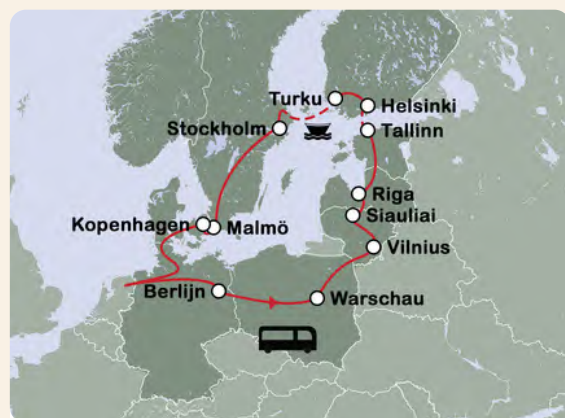 Turku
Helsinki
Stockholm
Tallinn
Riga
Siauliai
Kopenhagen
Malmö
Vilnius
Berlijn
Warschau